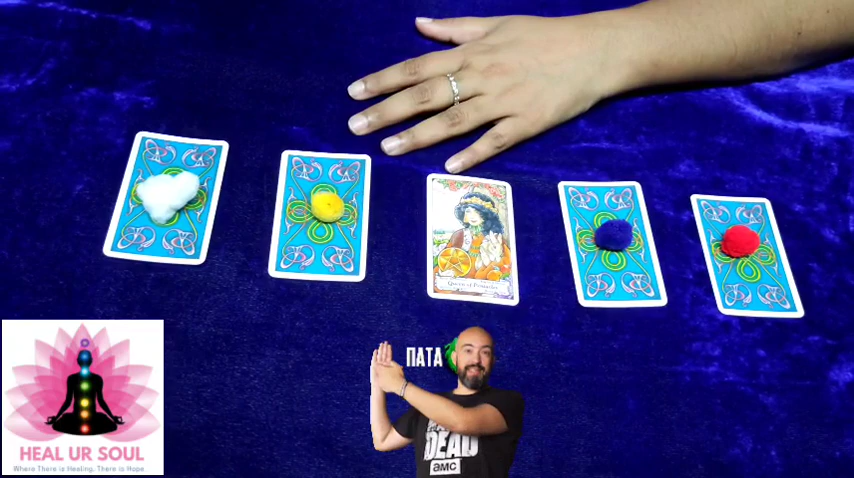 Queen of Pentacles
ПАТА
DEAD
amc
HEAL UR SOUL
Where There is Healing, There is Hope.